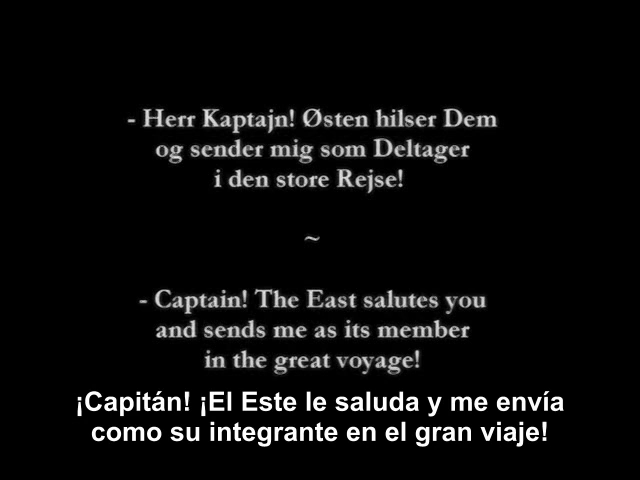 - Herr Kaptajn! Østen hilser Dem
og sender mig som Deltager
i den store Rejse!
~
- Captain! The East salutes you
and sends me as its member
in the great voyage!
¡Capitán! ¡El Este le saluda y me envía
como su integrante en el gran viaje!